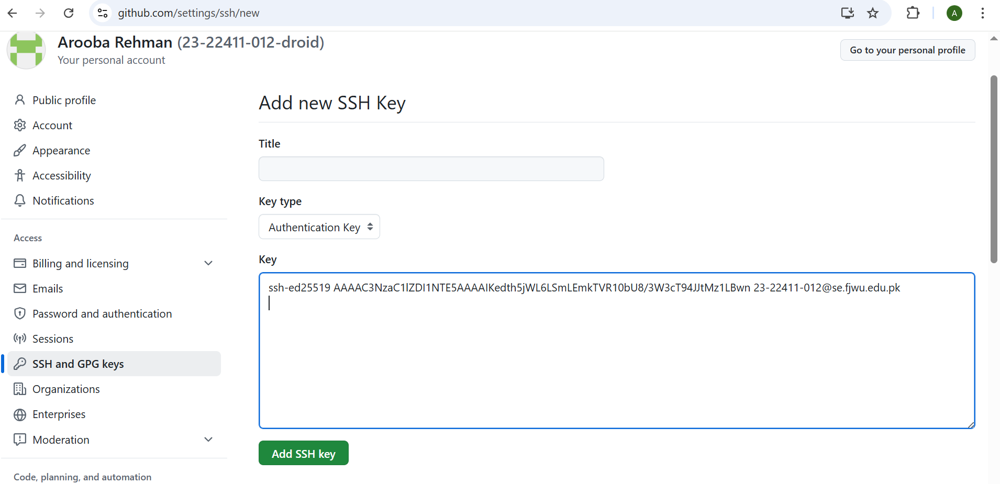 github.com/settings/ssh/new
A
Arooba Rehman (23-22411-012-droid)
Your personal account
Go to your personal profile
Public profile
Account
Appearance
Accessibility
Notifications
Access
Billing and licensing
Emails
Password and authentication
Sessions
SSH and GPG keys
Organizations
Enterprises
Moderation
Code, planning, and automation
Add new SSH Key
Title
Key type
Authentication Key
Key
ssh-ed25519 AAAAC3NzaC1lZDI1NTE5AAAAIKedth5jWL6LSmLEmkTVR10bU8/3W3cT94JJtMz1LBwn 23-22411-012@se.fjwu.edu.pk
Add SSH key